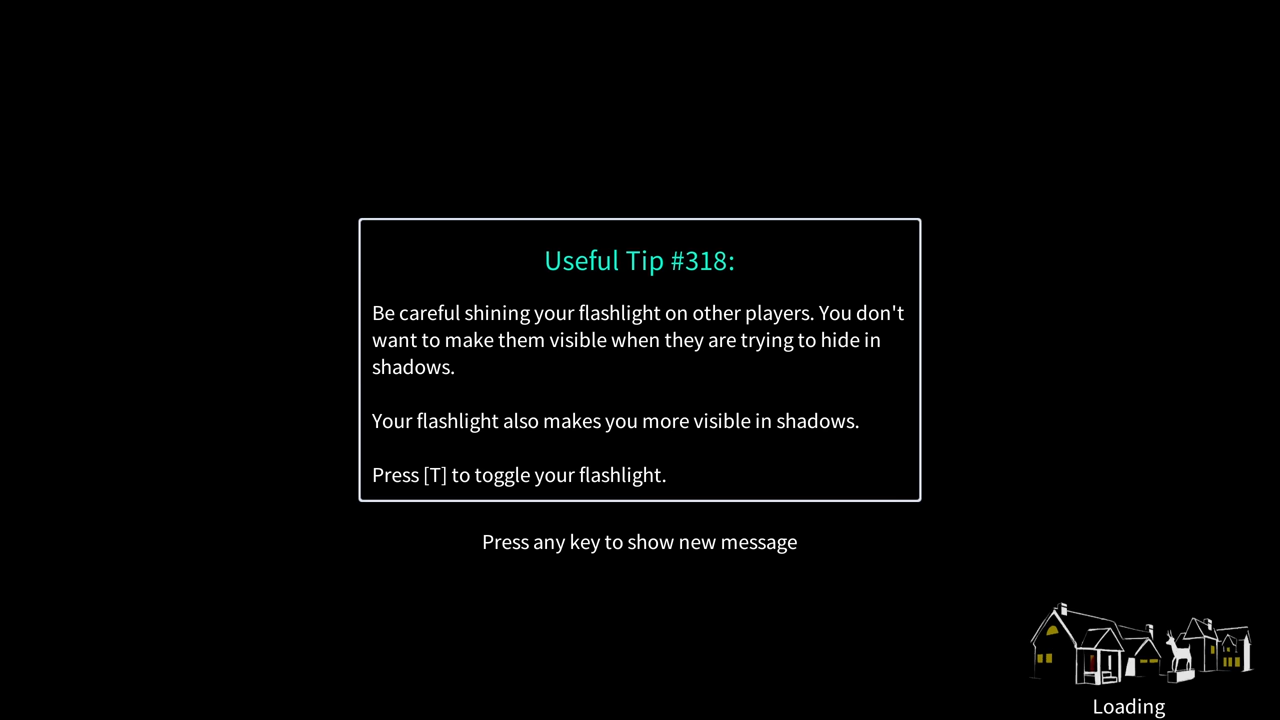 Useful Tip #318:
Be careful shining your flashlight on other players. You don't
want to make them visible when they are trying to hide in
shadows.
Your flashlight also makes you more visible in shadows.
Press [T] to toggle your flashlight.
Press any key to show new message
Loading